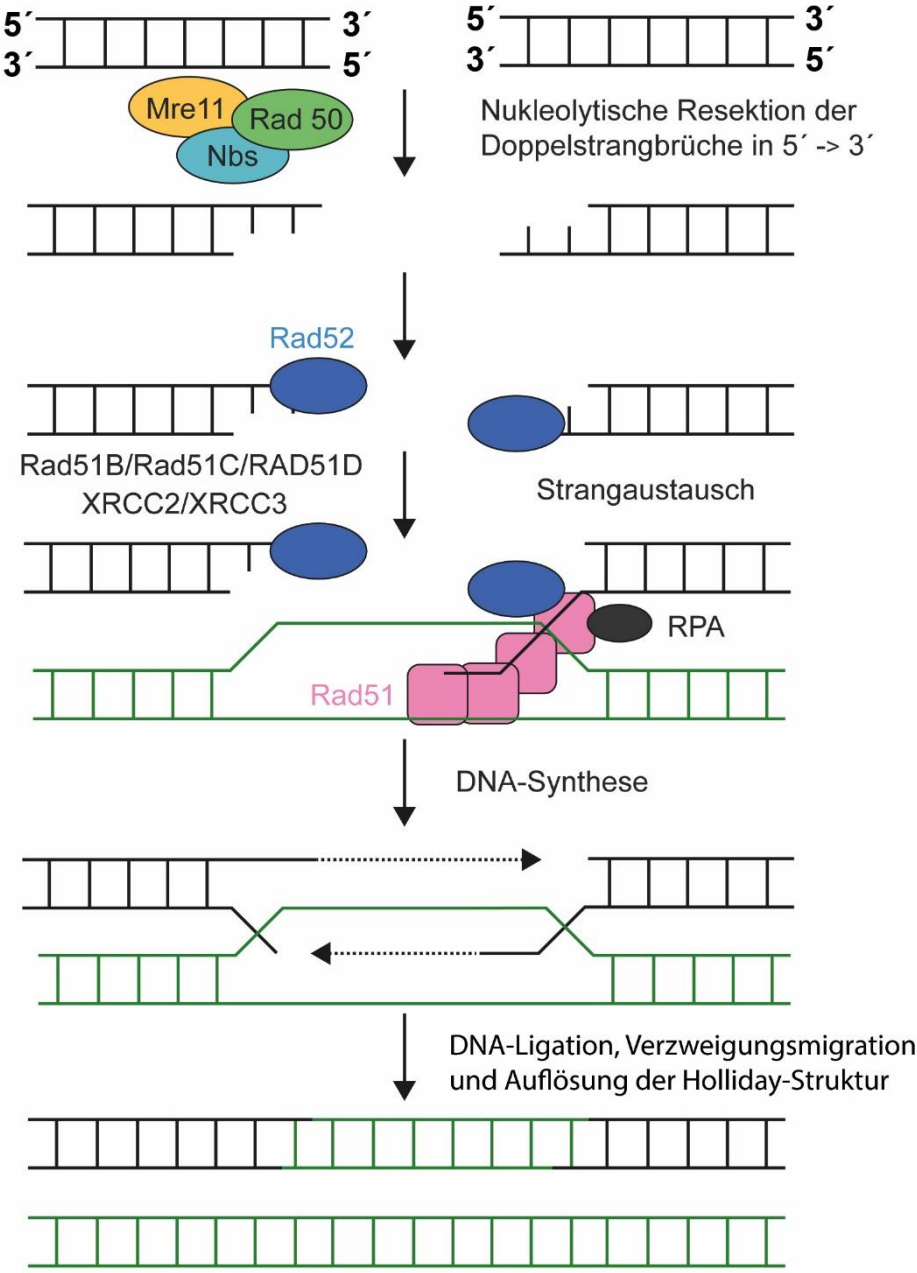 5´ 3´ 5´ 3´
3´ 5´ 3´ 5´
Mre11
Rad 50
Nbs
Nukleolytische Resektion der
Doppelstrangbrüche in 5´ -> 3´
Rad52
Rad51B/Rad51C/RAD51D
XRCC2/XRCC3
Strangaustausch
RPA
Rad51
DNA-Synthese
DNA-Ligation, Verzweigungsmigration
und Auflösung der Holliday-Struktur